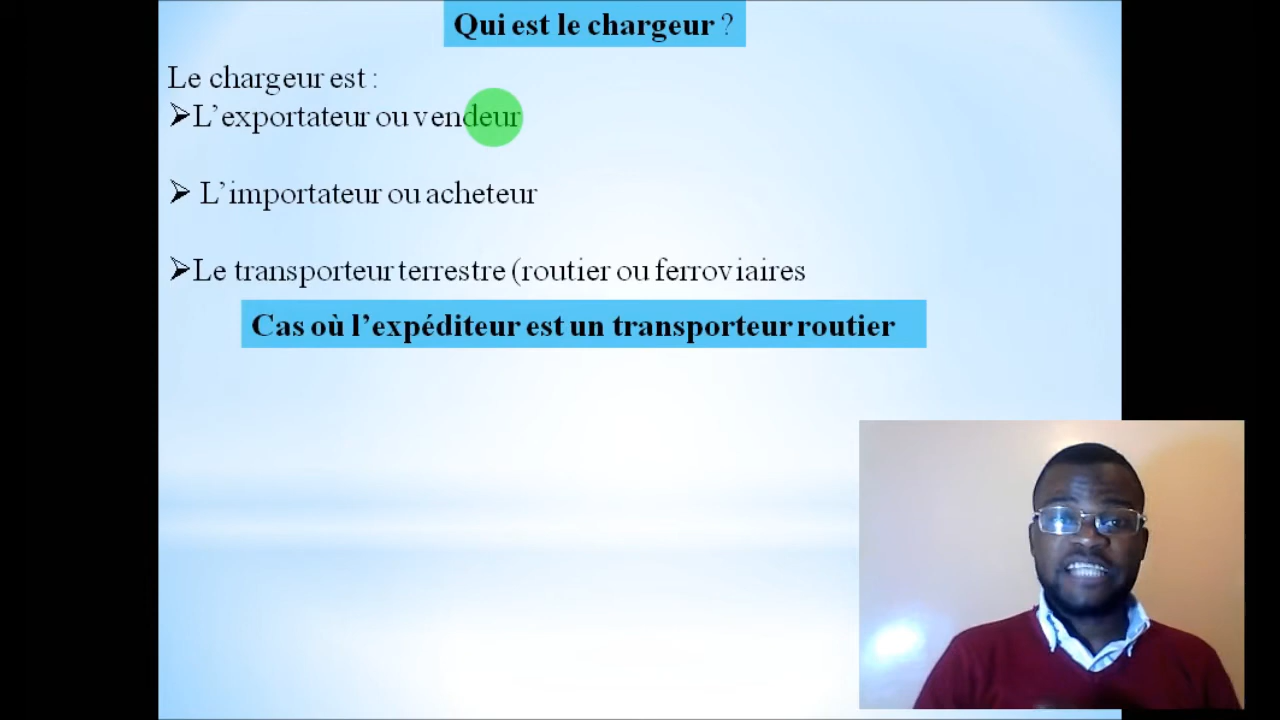 Qui est le chargeur ?
Le chargeur est :
➢L’exportateur ou vendeur
➢ L’importateur ou acheteur
➢Le transporteur terrestre (routier ou ferroviaires
Cas où l’expéditeur est un transporteur routier